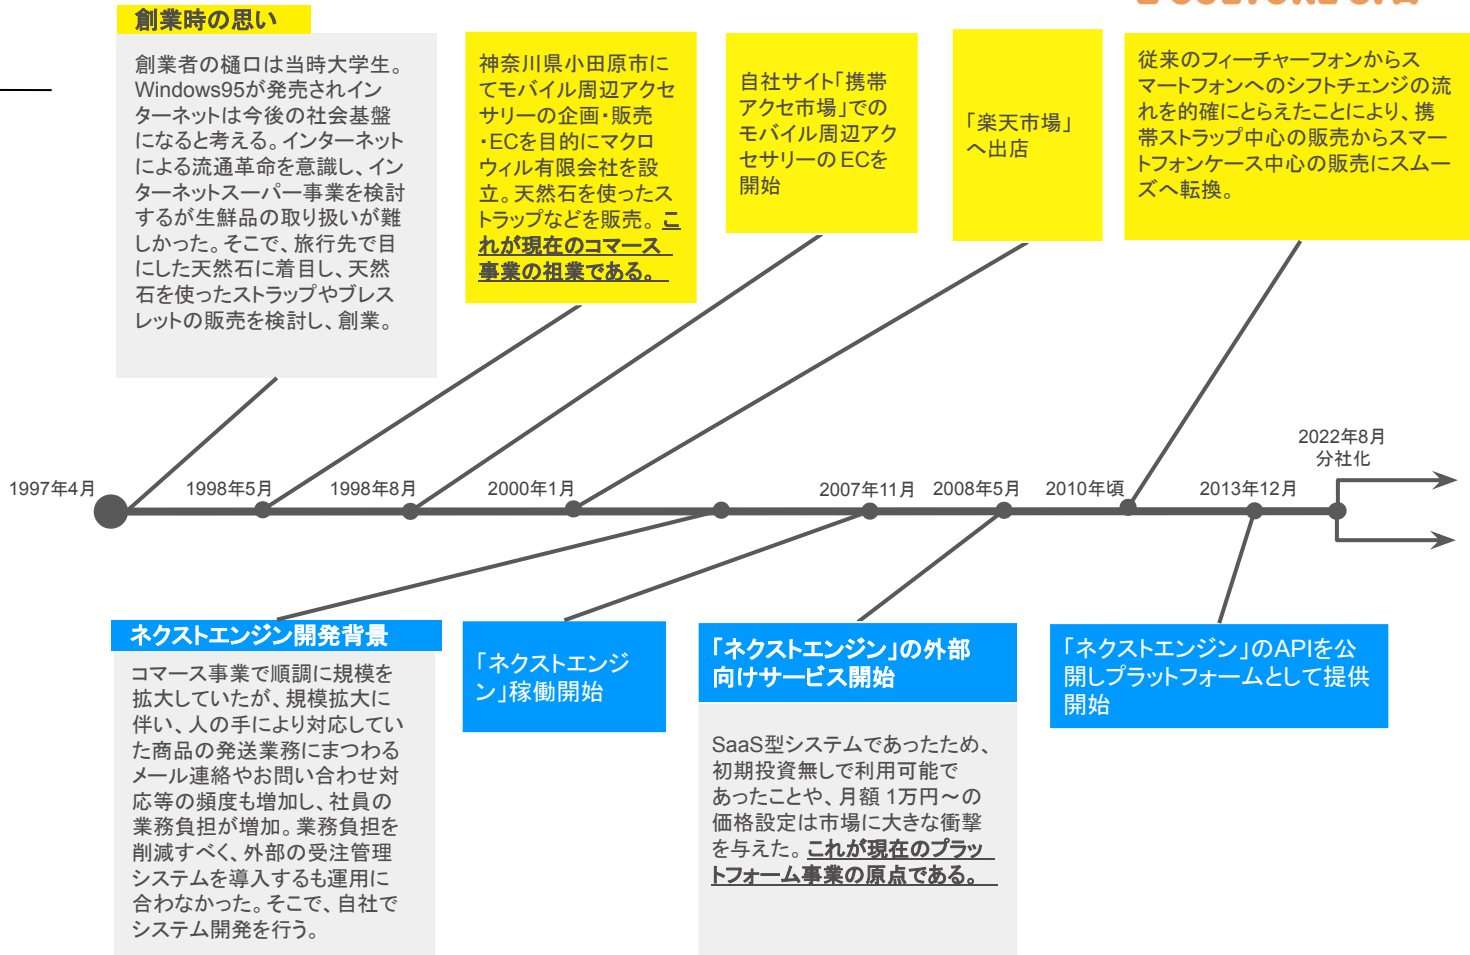 創業時の思い
創業者の樋口は当時大学生。
Windows95が発売されイン
ターネットは今後の社会基盤
になると考える。インターネット
による流通革命を意識し、イン
ターネットスーパー事業を検討
するが生鮮品の取り扱いが難
しかった。そこで、旅行先で目
にした天然石に着目し、天然
石を使ったストラップやブレス
レットの販売を検討し、創業。
神奈川県小田原市に
てモバイル周辺アクセ
サリーの企画・販売
・ECを目的にマクロ
ウィル有限会社を設
立。天然石を使ったス
トラップなどを販売。こ
れが現在のコマース
事業の祖業である。
自社サイト「携帯
アクセ市場」での
モバイル周辺アク
セサリーのECを
開始
「楽天市場」
へ出店
従来のフィーチャーフォンからス
マートフォンへのシフトチェンジの流
れを的確にとらえたことにより、携
帯ストラップ中心の販売からスマー
トフォンケース中心の販売にスムー
ズへ転換。
1997年4月
1998年5月
1998年8月
2000年1月
2007年11月
2008年5月
2010年頃
2013年12月
2022年8月
分社化
ネクストエンジン開発背景
コマース事業で順調に規模を
拡大していたが、規模拡大に
伴い、人の手により対応してい
た商品の発送業務にまつわる
メール連絡やお問い合わせ対
応等の頻度も増加し、社員の
業務負担が増加。業務負担を
削減すべく、外部の受注管理
システムを導入するも運用に
合わなかった。そこで、自社で
システム開発を行う。
「ネクストエンジ
ン」稼働開始
「ネクストエンジン」の外部
向けサービス開始
SaaS型システムであったため、
初期投資無しで利用可能で
あったことや、月額1万円～の
価格設定は市場に大きな衝撃
を与えた。これが現在のプラッ
トフォーム事業の原点である。
「ネクストエンジン」のAPIを公
開しプラットフォームとして提供
開始